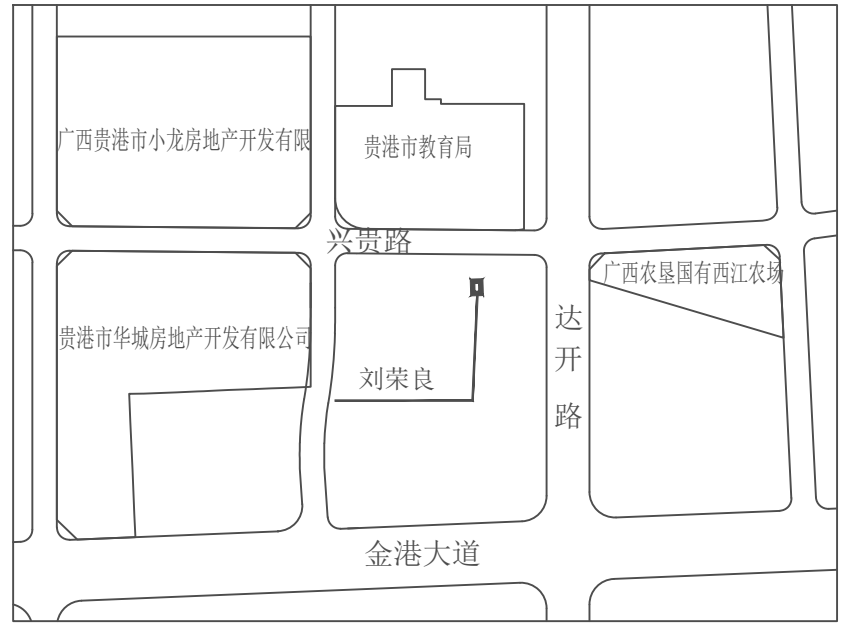 广西贵港市小龙房地产开发有限
贵港市教育局
兴贵路
广西农垦国有西江农场
贵港市华城房地产开发有限公司
刘荣良
达开路
金港大道